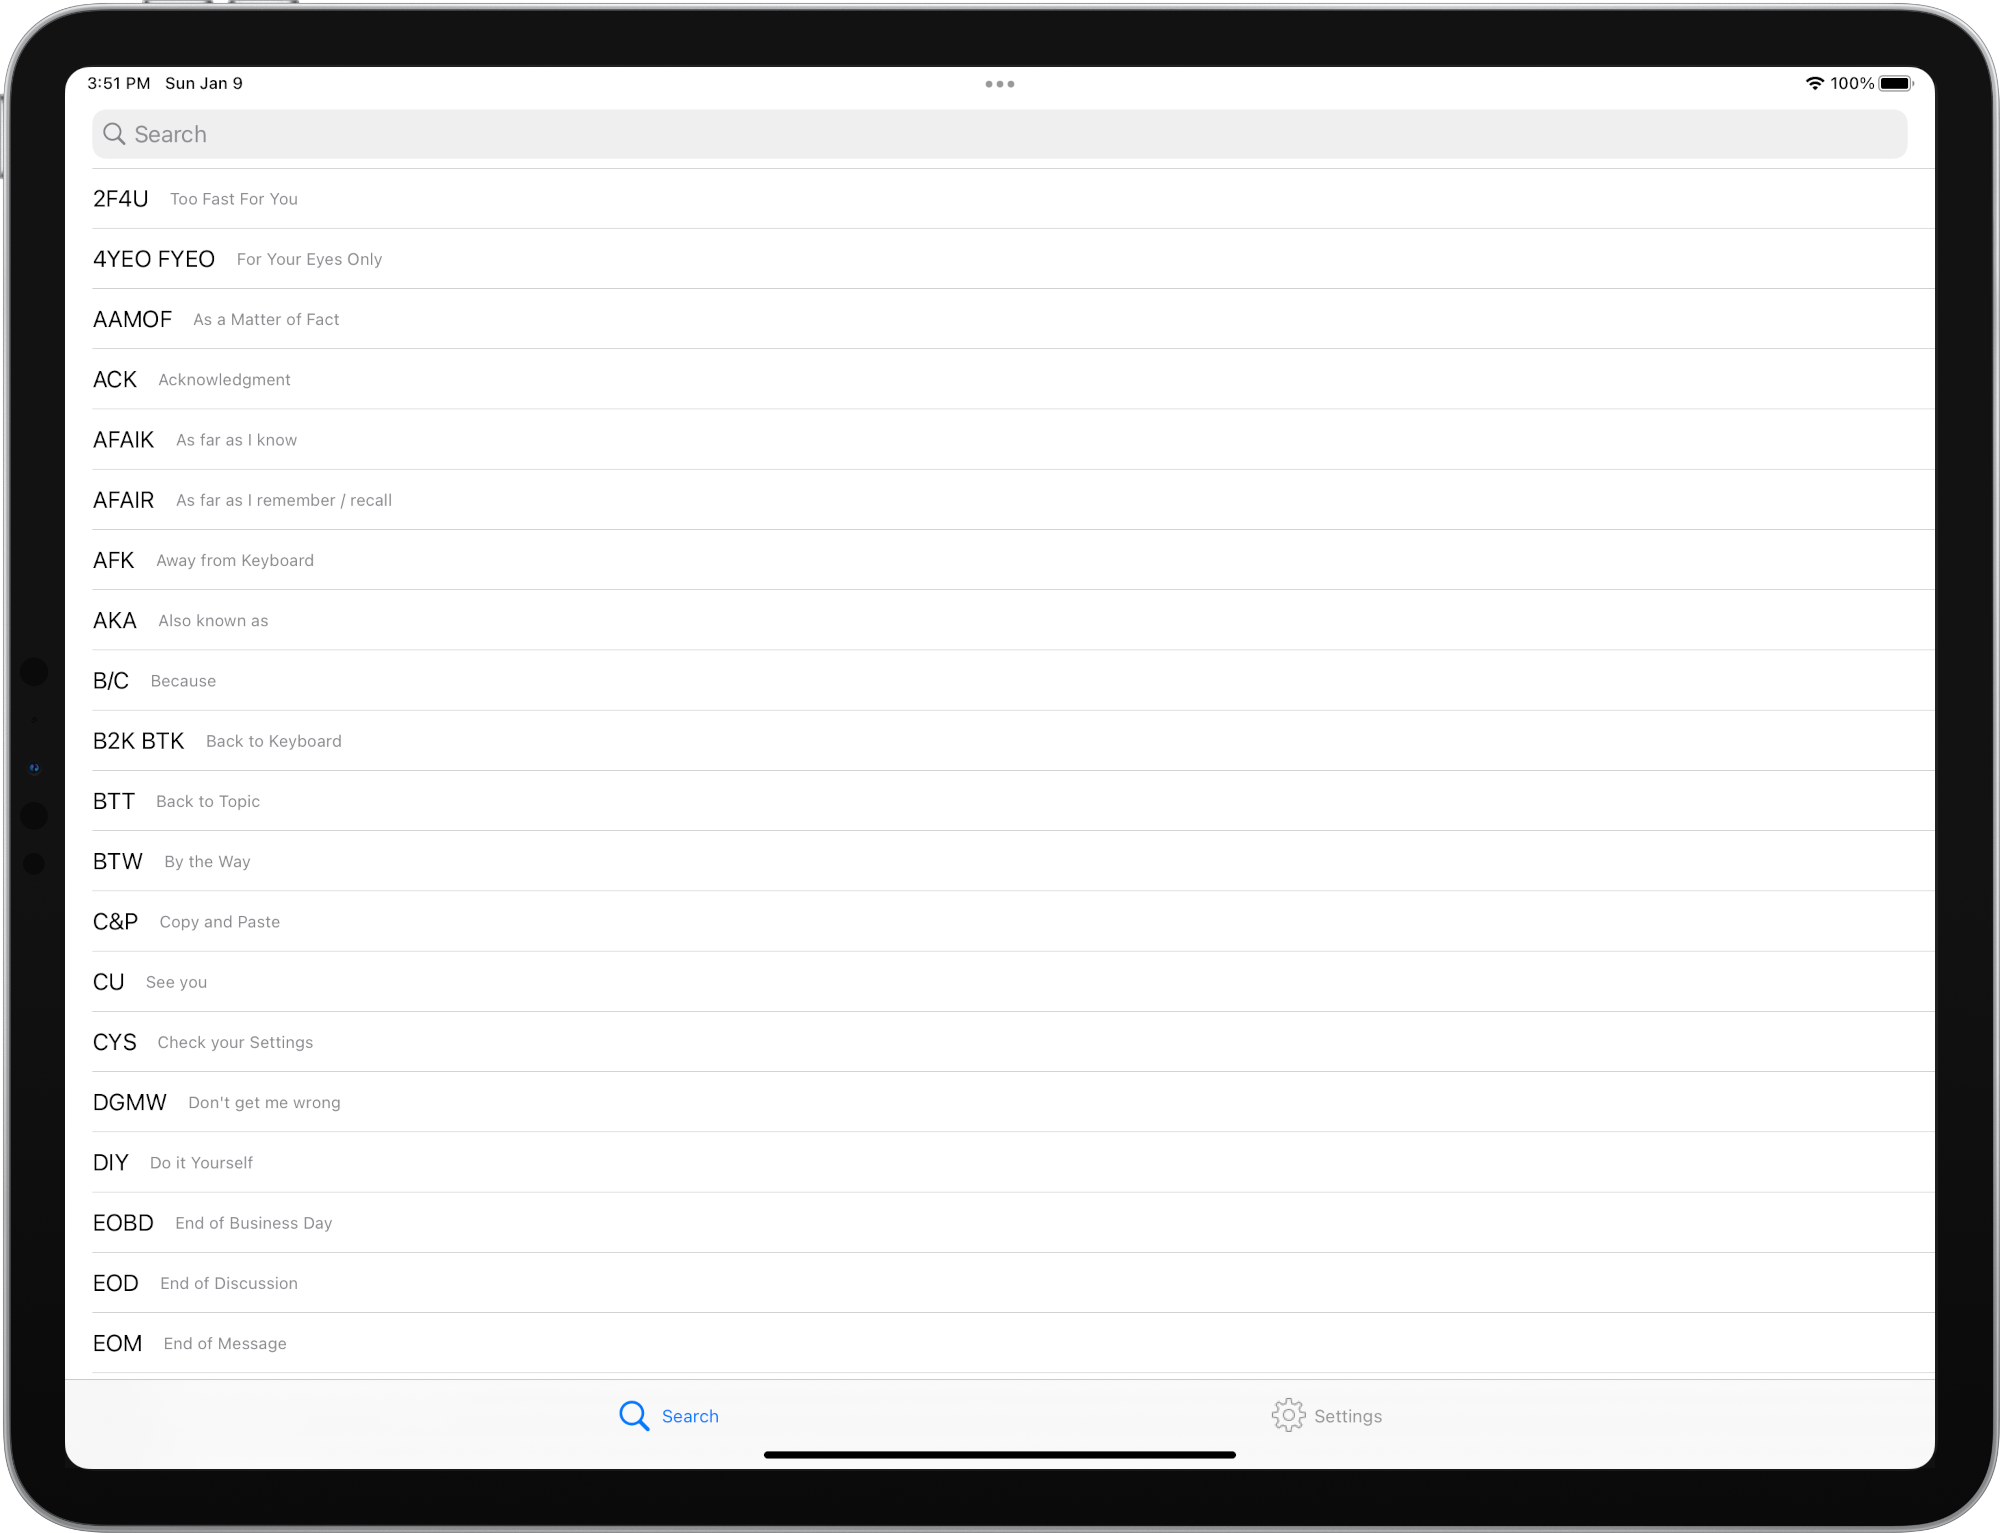 3:51 PM Sun Jan 9 100%
Search
2F4U Too Fast For You
4YEO FYEO For Your Eyes Only
AAMOF As a Matter of Fact
ACK Acknowledgment
AFAIK As far as I know
AFAIR As far as I remember / recall
AFK Away from Keyboard
AKA Also known as
B/C Because
B2K BTK Back to Keyboard
BTT Back to Topic
BTW By the Way
C&P Copy and Paste
CU See you
CYS Check your Settings
DGMW Don't get me wrong
DIY Do it Yourself
EOBD End of Business Day
EOD End of Discussion
EOM End of Message
Search Settings